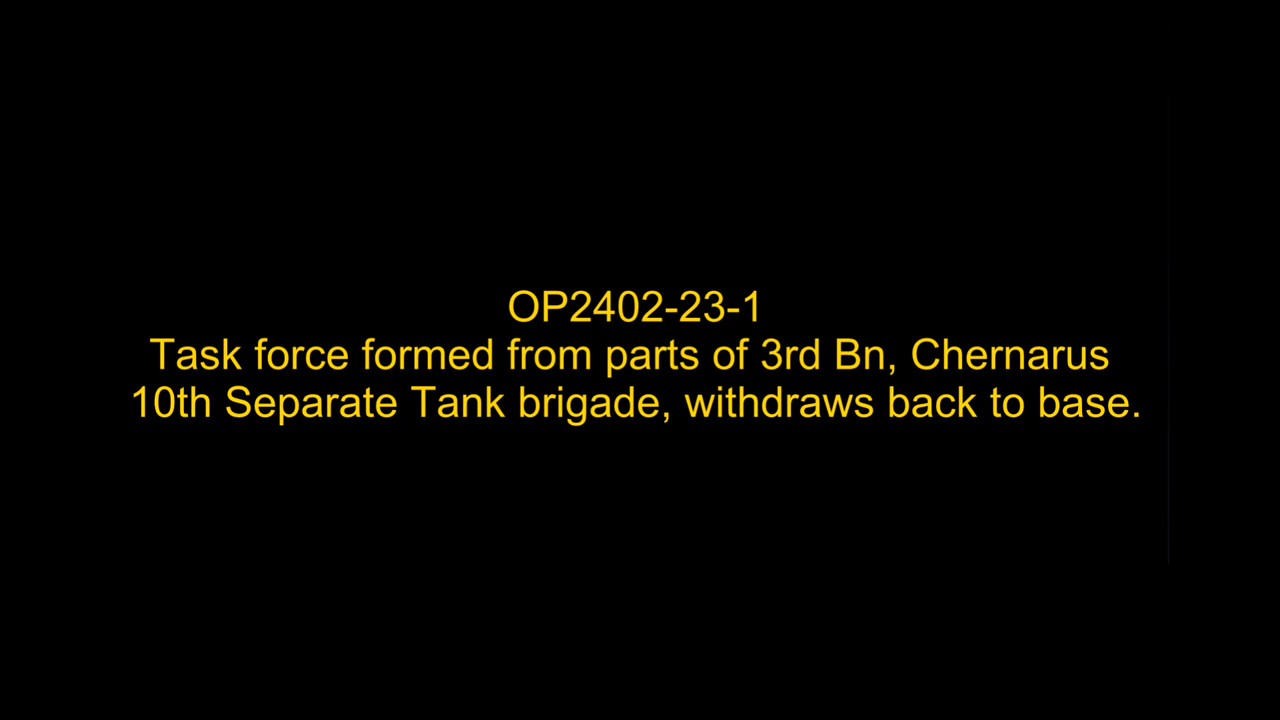 OP2402-23-1
Task force formed from parts of 3rd Bn, Chernarus
10th Separate Tank brigade, withdraws back to base.